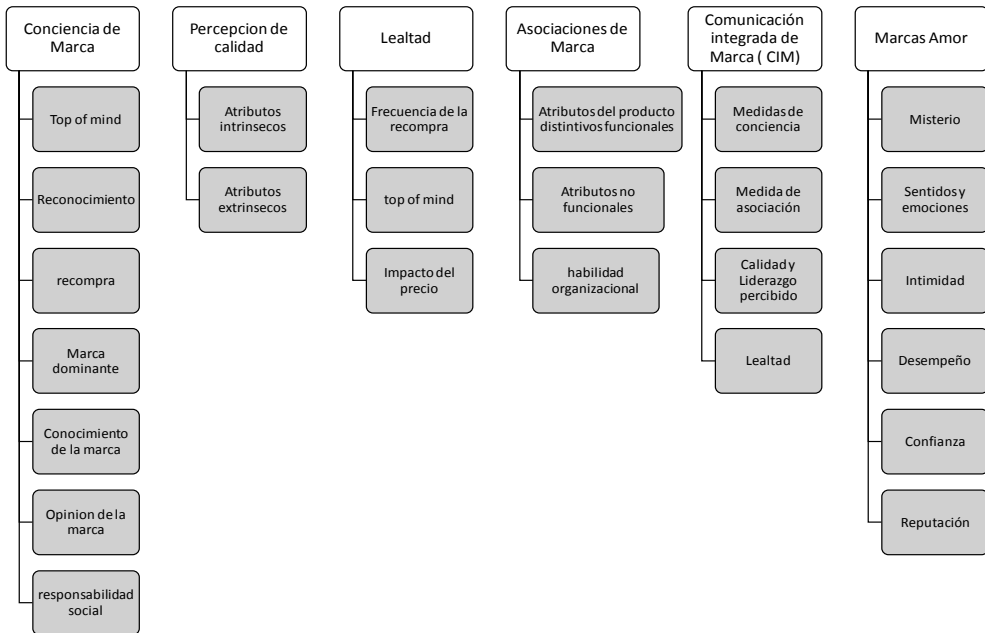 Conciencia de
Marca
Top of mind
Reconocimiento
recompra
Marca
dominante
Conocimiento
de la marca
Opinion de la
marca
responsabilidad
social
Percepcion de
calidad
Atributos
intrinsecos
Atributos
extrinsecos
Lealtad
Frecuencia de la
recompra
top of mind
Impacto del
precio
Asociaciones de
Marca
Atributos del producto
distintivos funcionales
Atributos no
funcionales
habilidad
organizacional
Comunicación
integrada de
Marca ( CIM)
Medidas de
conciencia
Medida de
asociación
Calidad y
Liderazgo
percibido
Lealtad
Marcas Amor
Misterio
Sentidos y
emociones
Intimidad
Desempeño
Confianza
Reputación